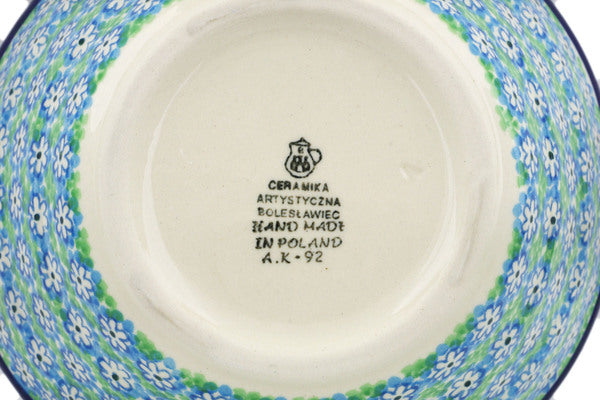 CERAMIKA
ARTYSTYCZNA
BOLESŁAWIEC
HAND MADE
IN POLAND
A.K-92